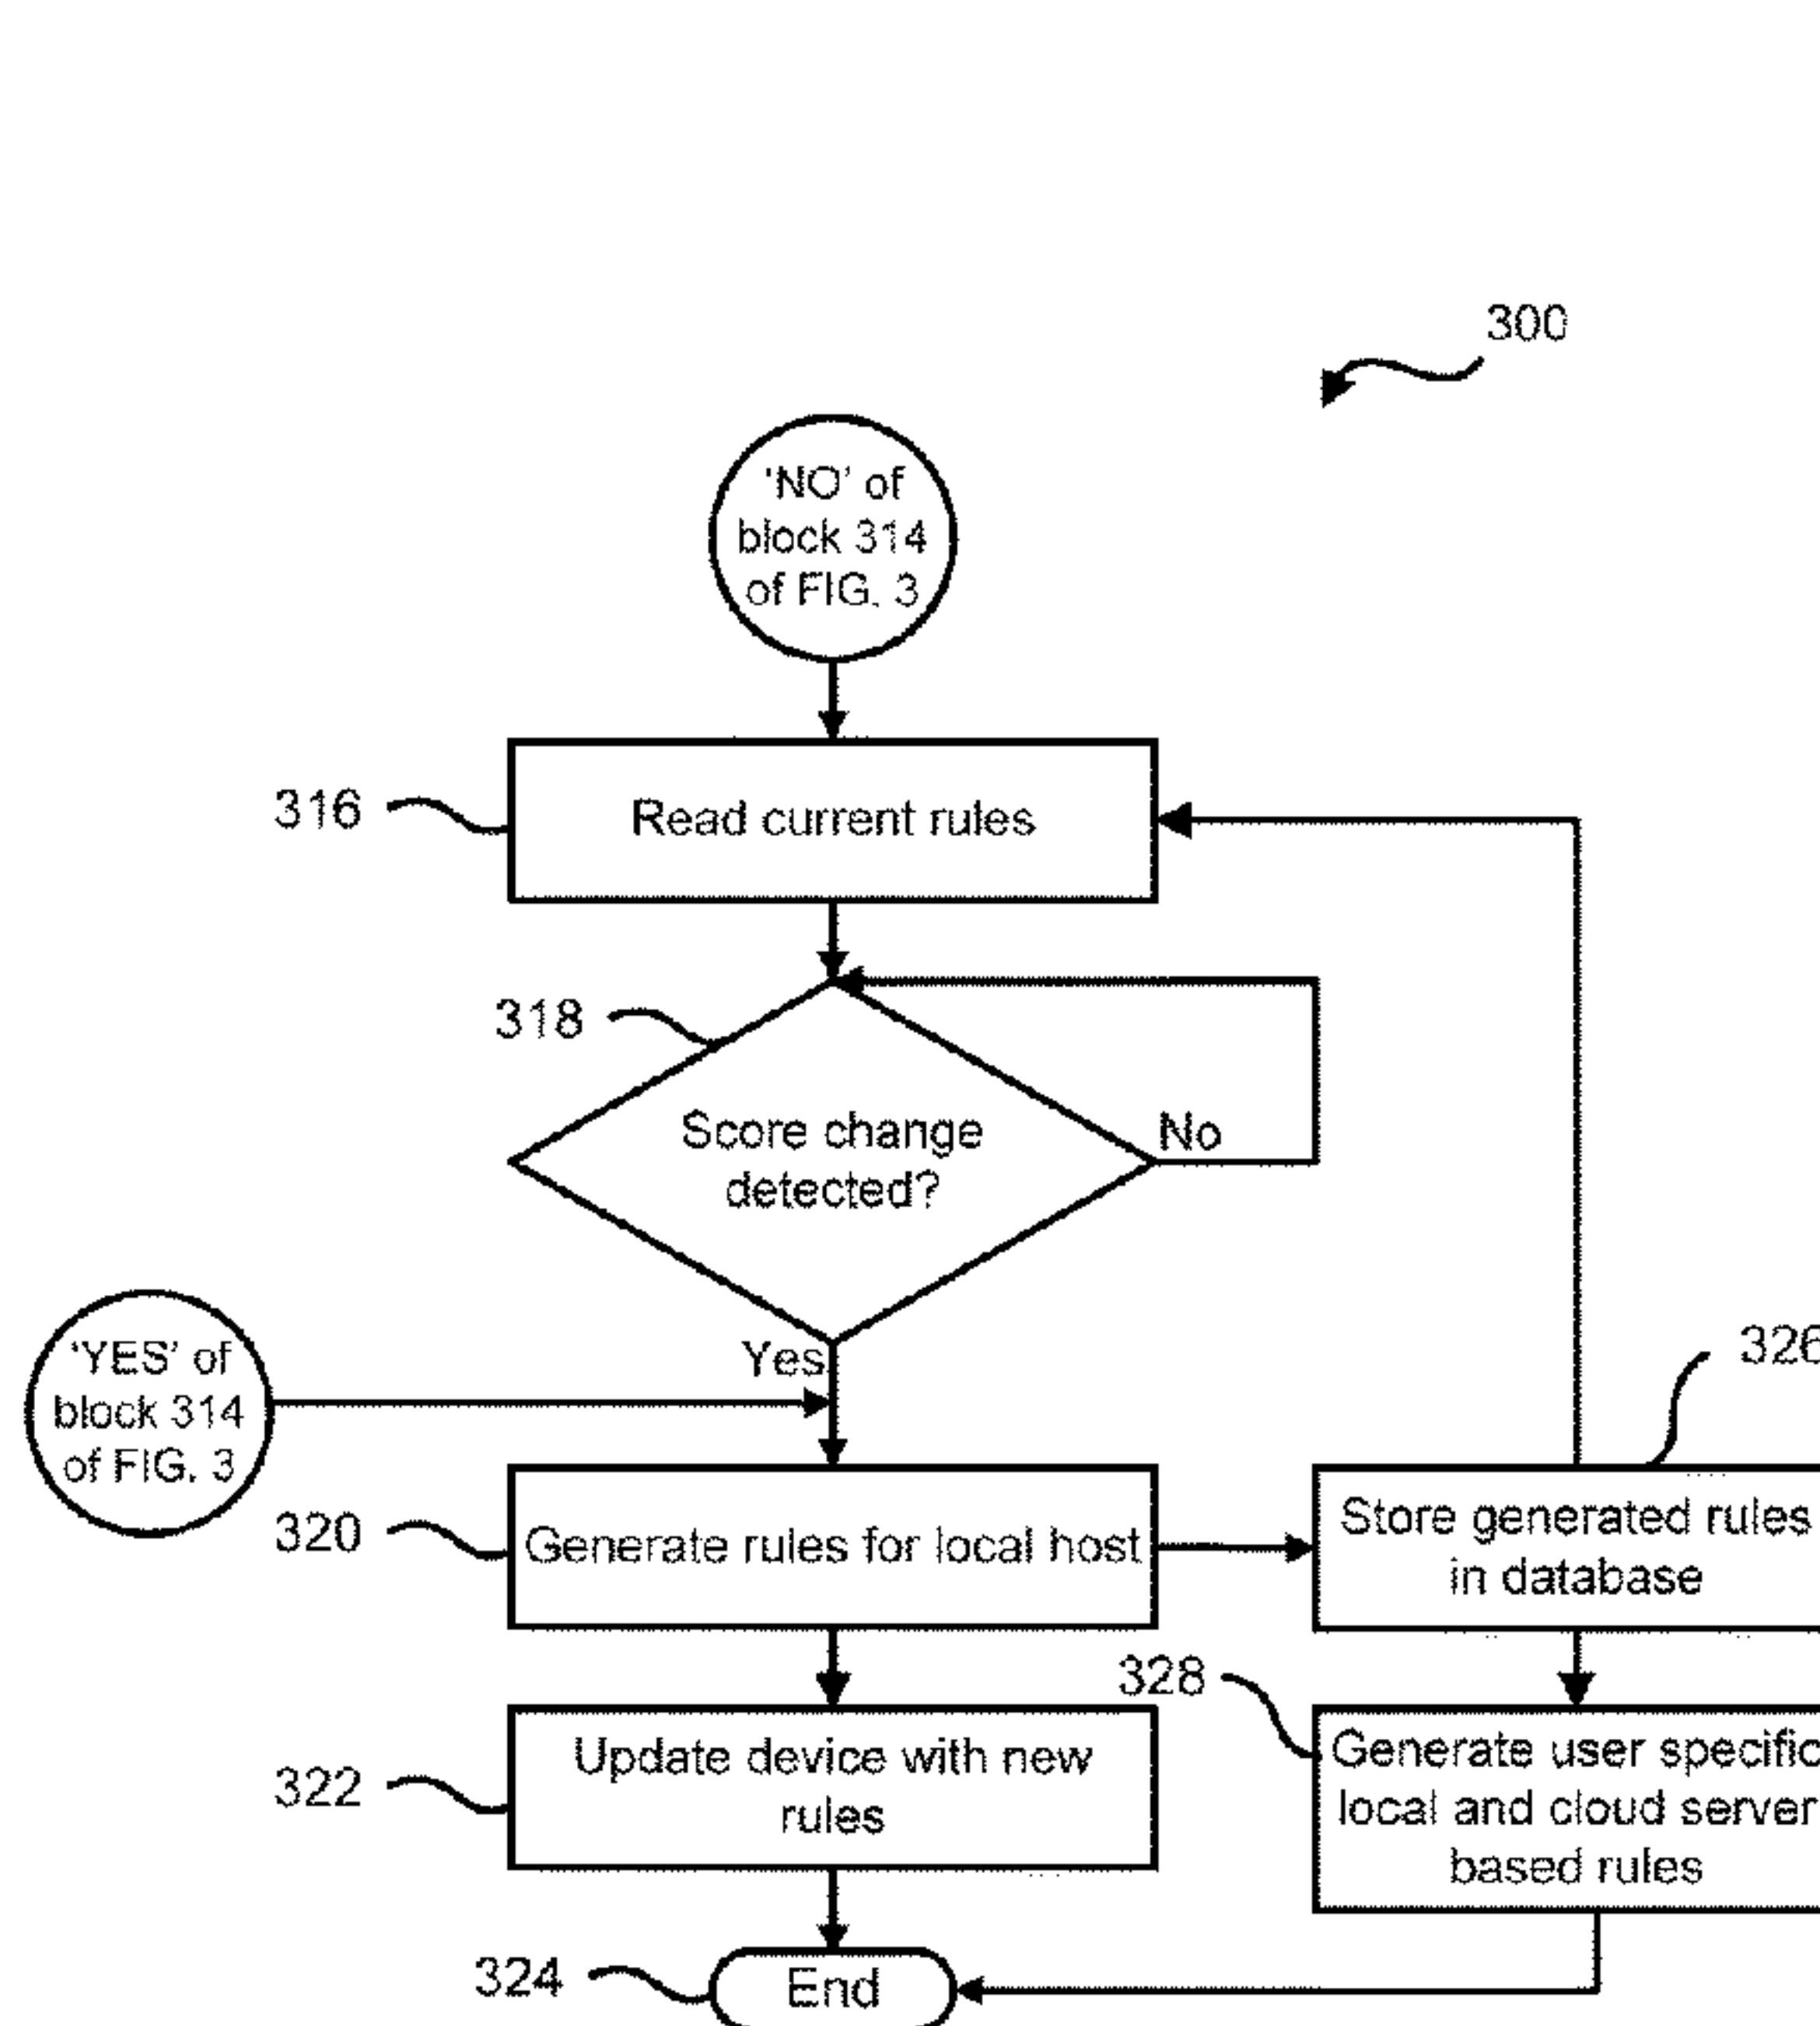 300
'NO' of
block 314
of FIG. 3
316
Read current rules
318
Score change
detected?
No
Yes
'YES' of
block 314
of FIG. 3
326
320
Generate rules for local host
Store generated rules
in database
328
322
Update device with new
rules
Generate user specific
local and cloud server
based rules
324
End